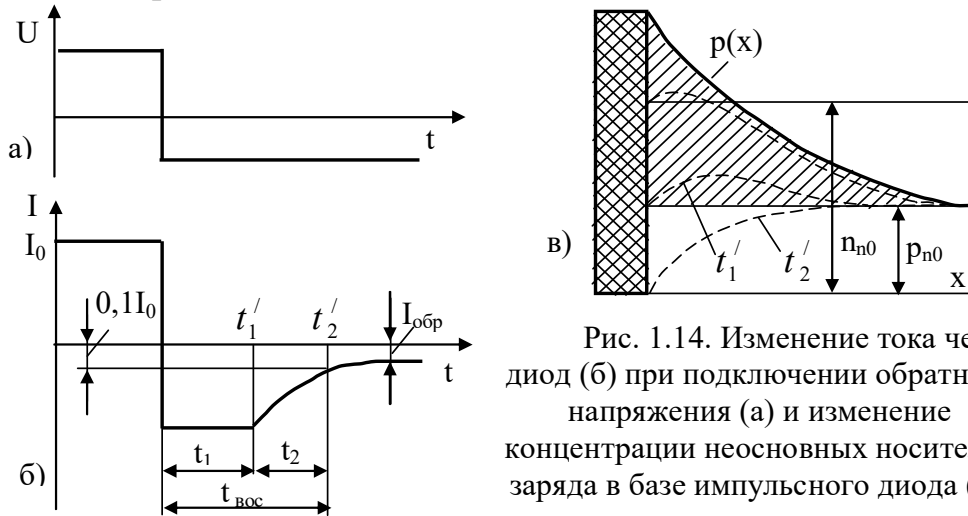 U
t
а)
I
I₀
0,1I₀
t₁′
t₂′
Iобр
t
t₁
t₂
tвос
б)
p(x)
в)
t₁′
t₂′
nn0
pn0
x
Рис. 1.14. Изменение тока че
диод (б) при подключении обратн
напряжения (а) и изменение
концентрации неосновных носите
заряда в базе импульсного диода (